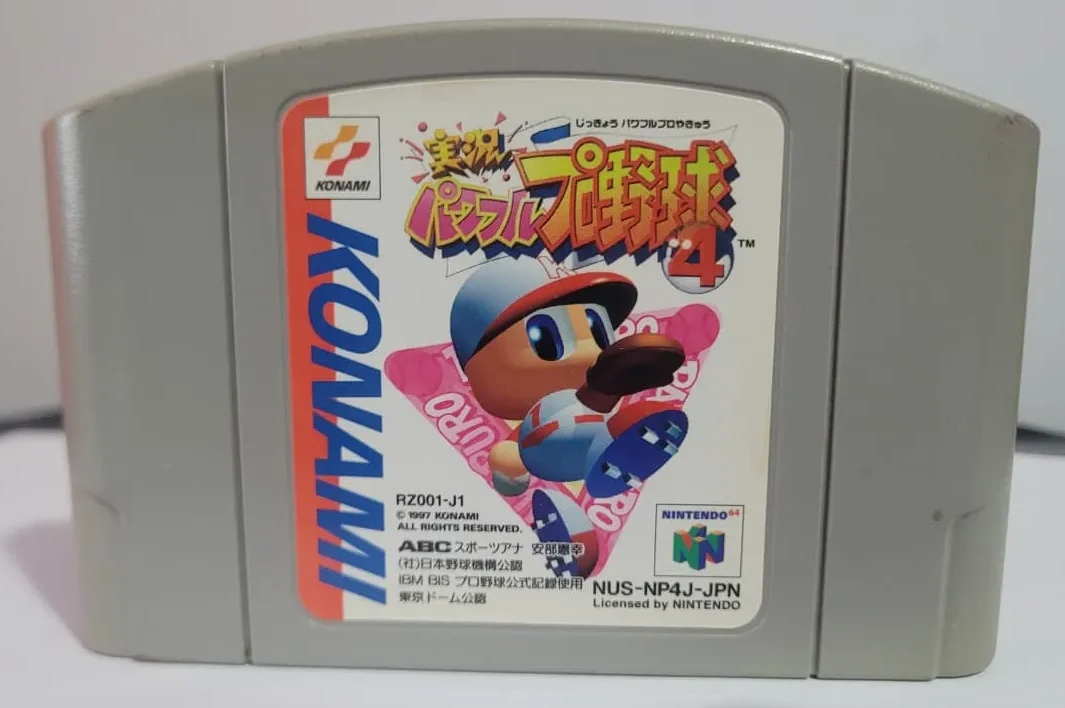 KONAMI
KONAMI
じっきょう パワフルプロやきゅう
実況
パワフル
プロ野球
4
™
RZ001-J1
© 1997 KONAMI
ALL RIGHTS RESERVED.
ABC スポーツアナ 安部憲幸
(社)日本野球機構公認
IBM BIS プロ野球公式記録使用
東京ドーム公認
NINTENDO64
NUS-NP4J-JPN
Licensed by NINTENDO
PURO